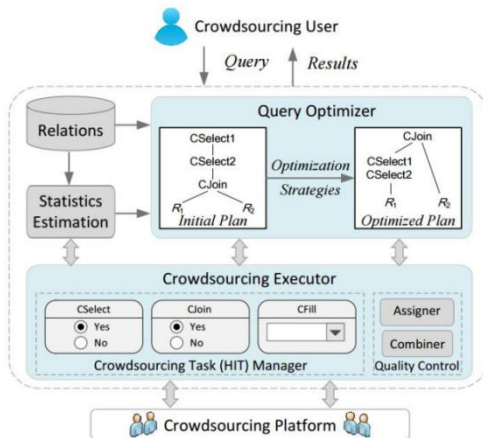 Crowdsourcing User
Query
Results
Query Optimizer
Relations
Statistics
Estimation
CSelect1
CSelect2
CJoin
R1
R2
Initial Plan
Optimization
Strategies
CJoin
CSelect1
CSelect2
R1
R2
Optimized Plan
Crowdsourcing Executor
CSelect
Yes
No
CJoin
Yes
No
CFill
Crowdsourcing Task (HIT) Manager
Assigner
Combiner
Quality Control
Crowdsourcing Platform